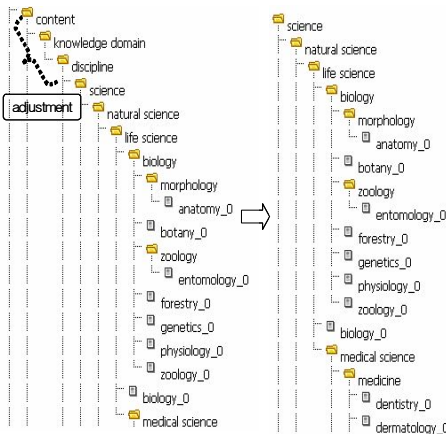 content
knowledge domain
discipline
science
adjustment
natural science
life science
biology
morphology
anatomy_0
botany_0
zoology
entomology_0
forestry_0
genetics_0
physiology_0
zoology_0
biology_0
medical science
science
natural science
life science
biology
morphology
anatomy_0
botany_0
zoology
entomology_0
forestry_0
genetics_0
physiology_0
zoology_0
biology_0
medical science
medicine
dentistry_0
dermatology_0